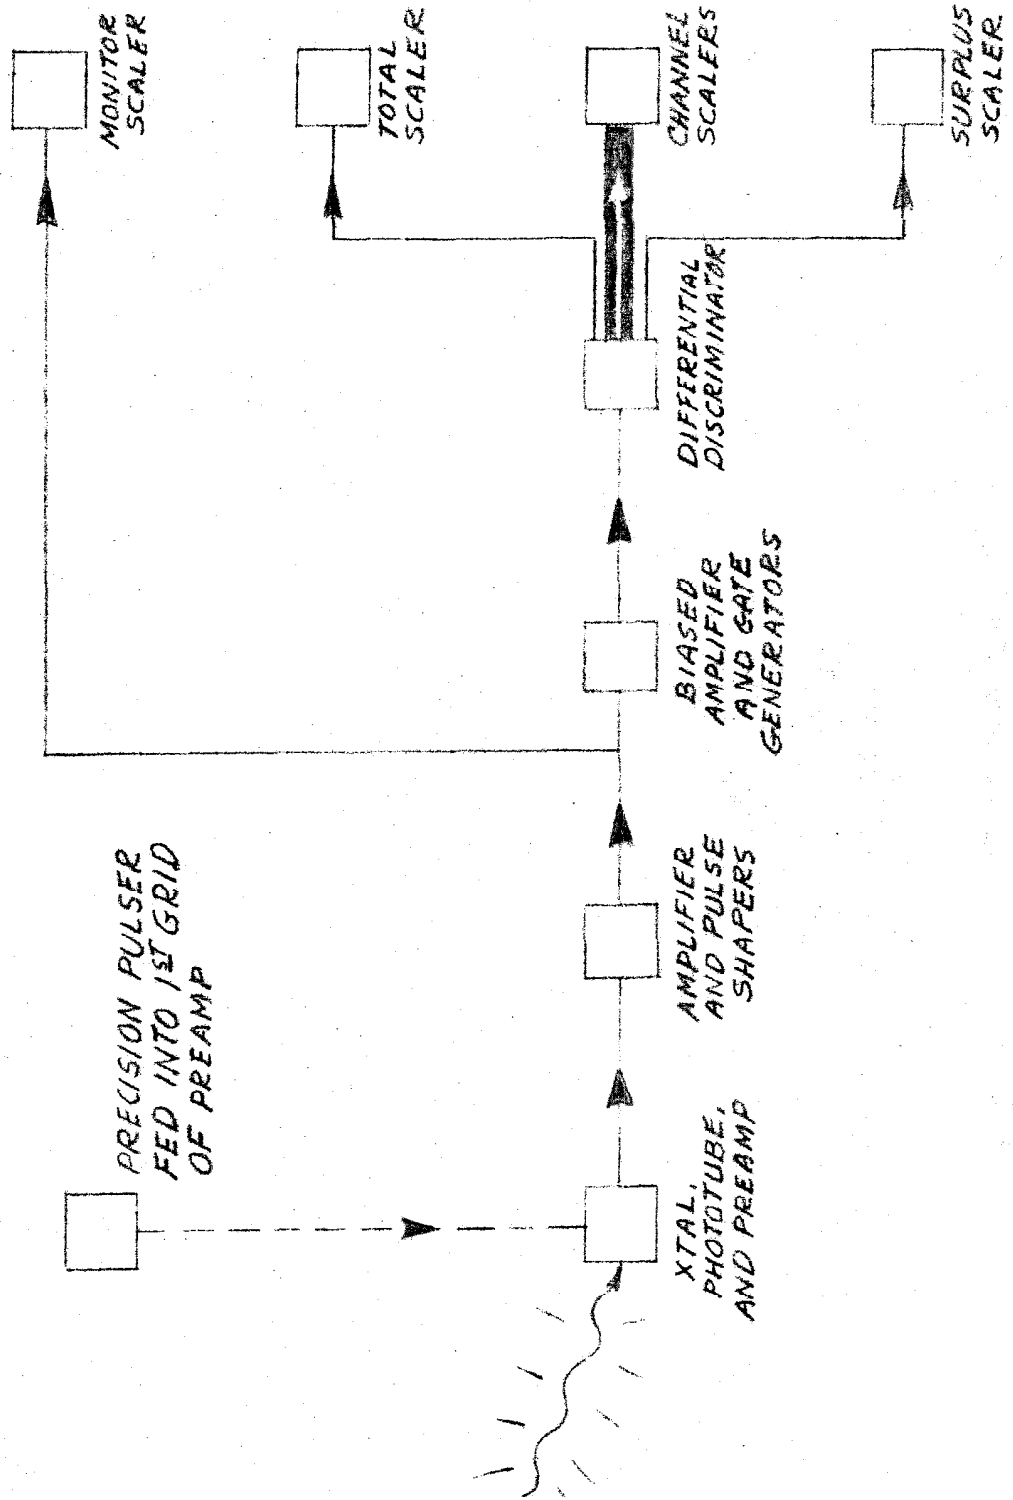 PRECISION PULSER
FED INTO 1ST GRID
OF PREAMP
MONITOR
SCALER
TOTAL
SCALER
CHANNEL
SCALERS
SURPLUS
SCALER
XTAL,
PHOTOTUBE,
AND PREAMP
AMPLIFIER
AND PULSE
SHAPERS
BIASED
AMPLIFIER
AND GATE
GENERATORS
DIFFERENTIAL
DISCRIMINATOR